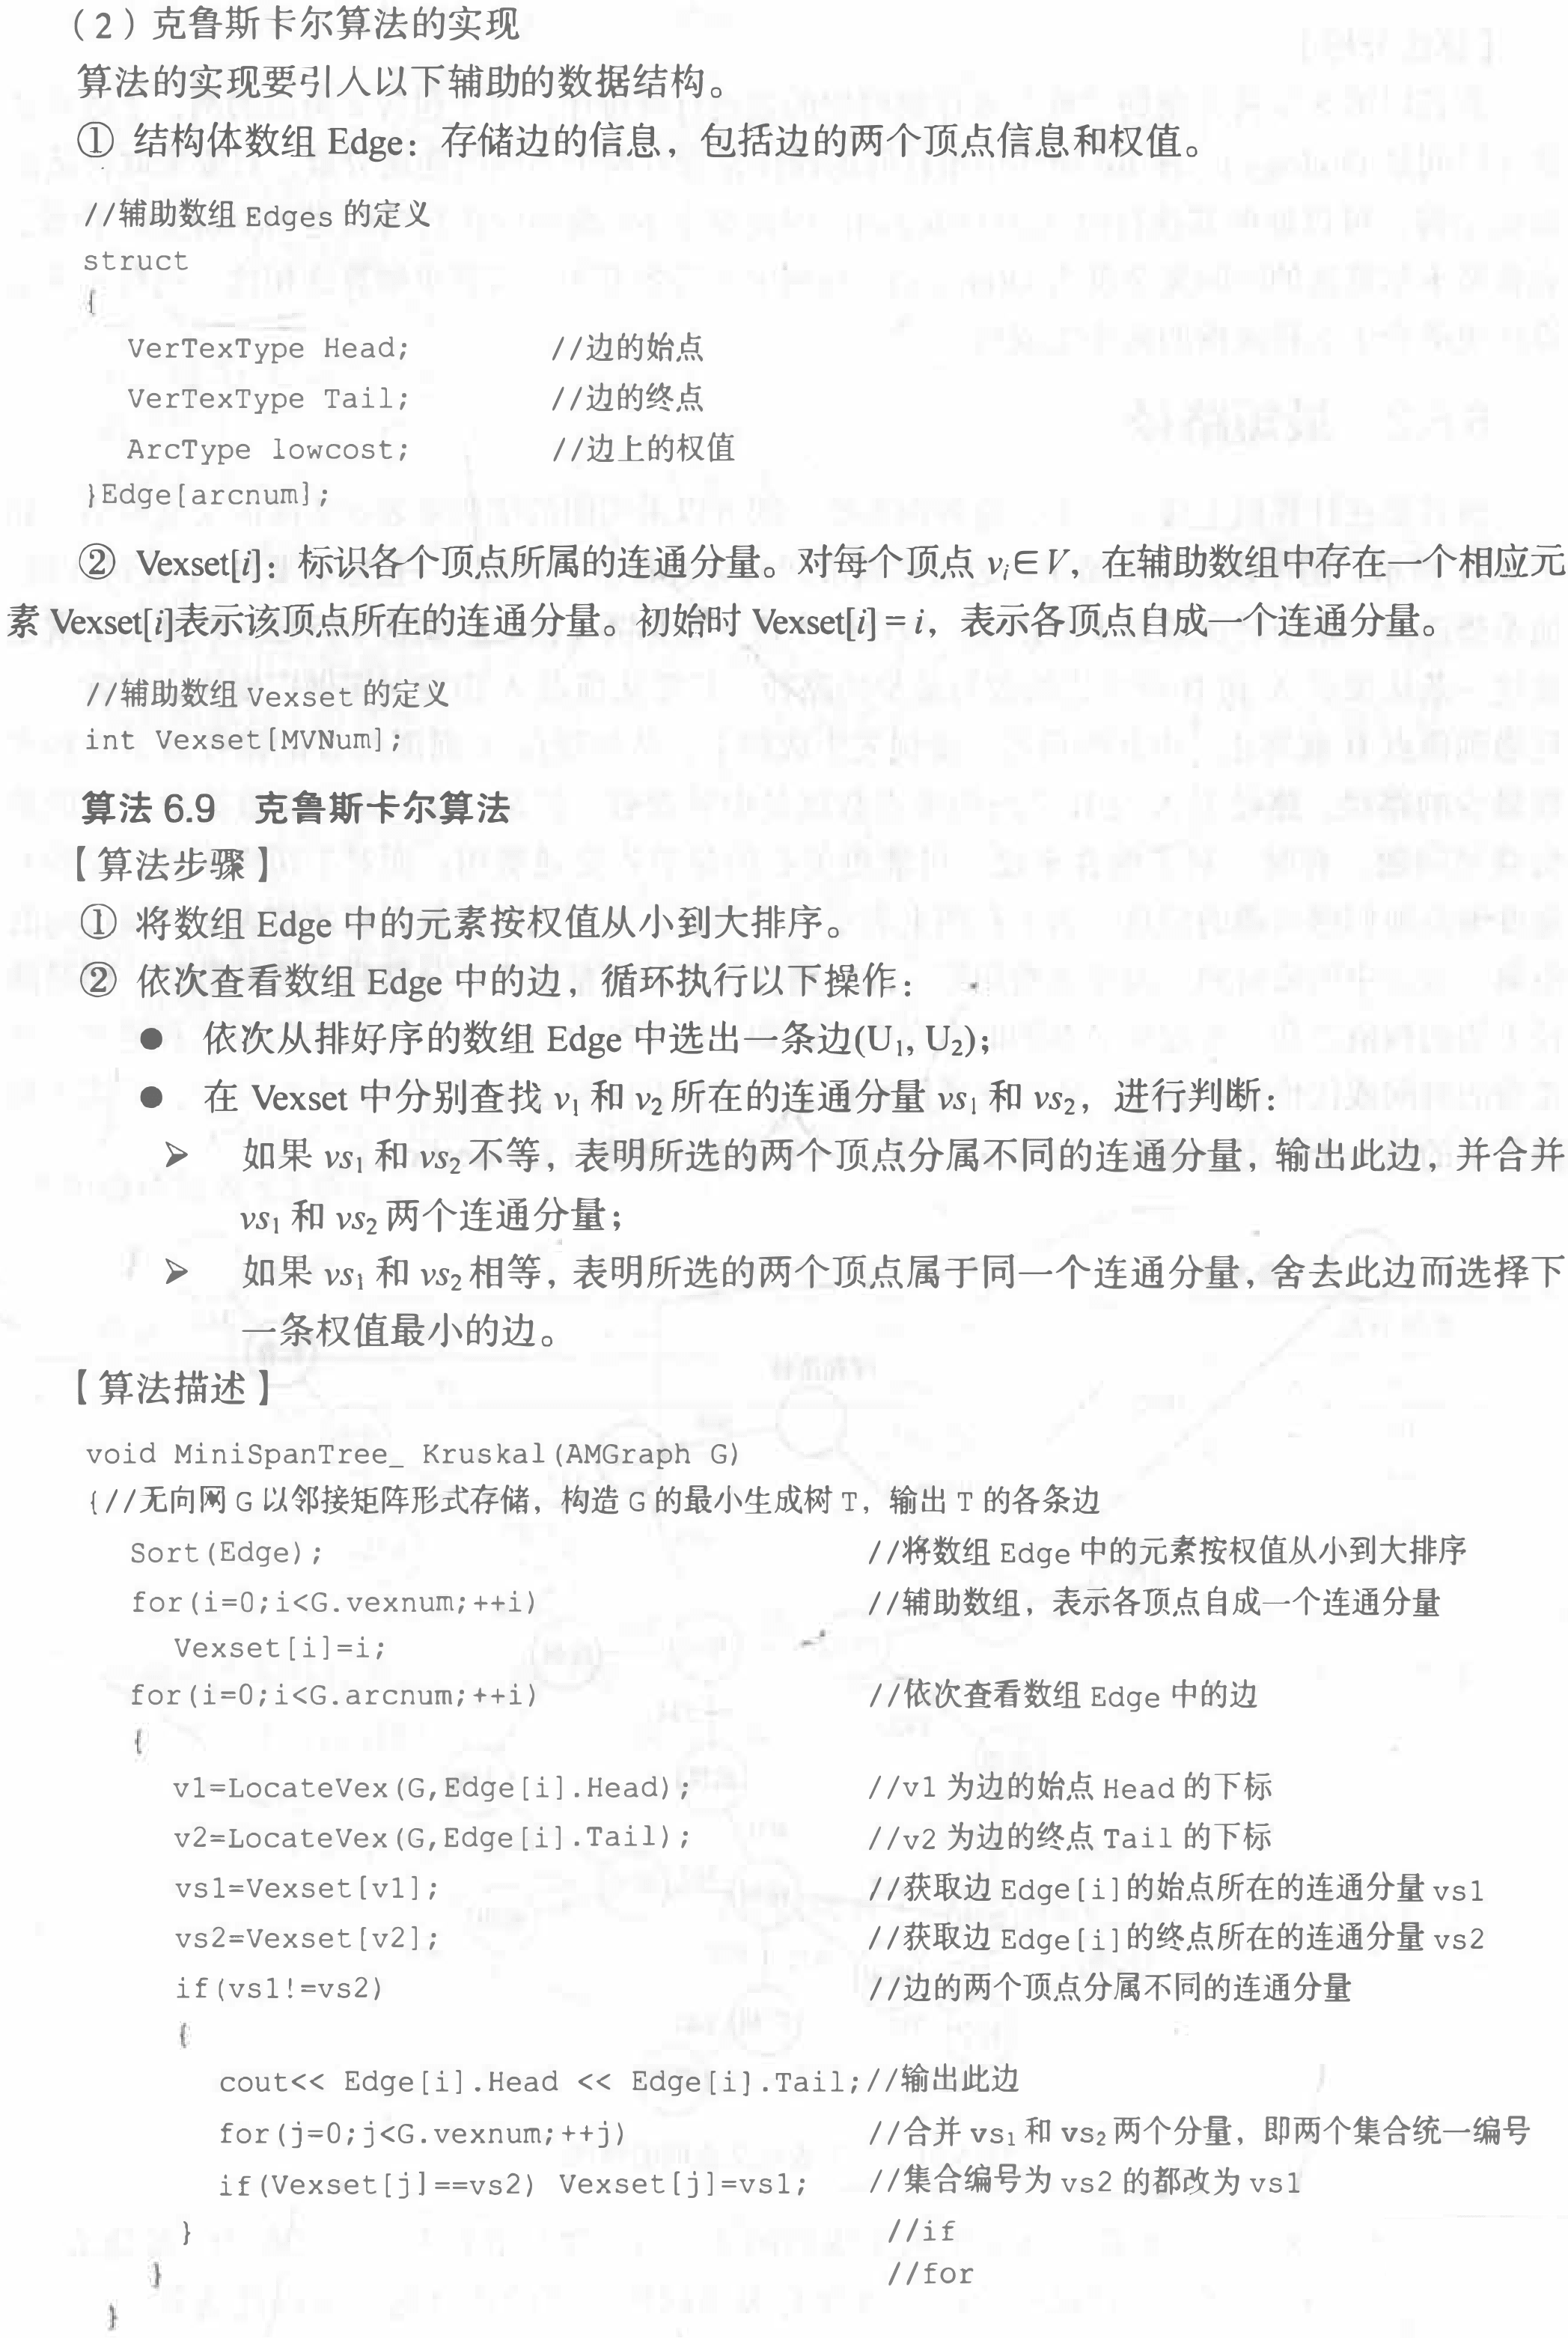 （2）克鲁斯卡尔算法的实现
算法的实现要引入以下辅助的数据结构。
① 结构体数组 Edge：存储边的信息，包括边的两个顶点信息和权值。
//辅助数组 Edges 的定义
struct
{
VerTexType Head; //边的始点
VerTexType Tail; //边的终点
ArcType lowcost; //边上的权值
}Edge[arcnum];
② Vexset[i]：标识各个顶点所属的连通分量。对每个顶点 vᵢ∈V，在辅助数组中存在一个相应元
素 Vexset[i]表示该顶点所在的连通分量。初始时 Vexset[i] = i，表示各顶点自成一个连通分量。
//辅助数组 Vexset 的定义
int Vexset[MVNum];
算法 6.9 克鲁斯卡尔算法
【算法步骤】
① 将数组 Edge 中的元素按权值从小到大排序。
② 依次查看数组 Edge 中的边，循环执行以下操作：
● 依次从排好序的数组 Edge 中选出一条边(U₁, U₂)；
● 在 Vexset 中分别查找 v₁ 和 v₂ 所在的连通分量 vs₁ 和 vs₂，进行判断：
➢ 如果 vs₁ 和 vs₂ 不等，表明所选的两个顶点分属不同的连通分量，输出此边，并合并
vs₁ 和 vs₂ 两个连通分量；
➢ 如果 vs₁ 和 vs₂ 相等，表明所选的两个顶点属于同一个连通分量，舍去此边而选择下
一条权值最小的边。
【算法描述】
void MiniSpanTree_ Kruskal(AMGraph G)
{//无向网 G 以邻接矩阵形式存储，构造 G 的最小生成树 T，输出 T 的各条边
Sort(Edge); //将数组 Edge 中的元素按权值从小到大排序
for(i=0;i<G.vexnum;++i) //辅助数组，表示各顶点自成一个连通分量
Vexset[i]=i;
for(i=0;i<G.arcnum;++i) //依次查看数组 Edge 中的边
{
v1=LocateVex(G,Edge[i].Head); //v1 为边的始点 Head 的下标
v2=LocateVex(G,Edge[i].Tail); //v2 为边的终点 Tail 的下标
vs1=Vexset[v1]; //获取边 Edge[i]的始点所在的连通分量 vs1
vs2=Vexset[v2]; //获取边 Edge[i]的终点所在的连通分量 vs2
if(vs1!=vs2) //边的两个顶点分属不同的连通分量
{
cout<< Edge[i].Head << Edge[i].Tail;//输出此边
for(j=0;j<G.vexnum;++j) //合并 vs₁ 和 vs₂ 两个分量，即两个集合统一编号
if(Vexset[j]==vs2) Vexset[j]=vs1; //集合编号为 vs2 的都改为 vs1
} //if
} //for
}